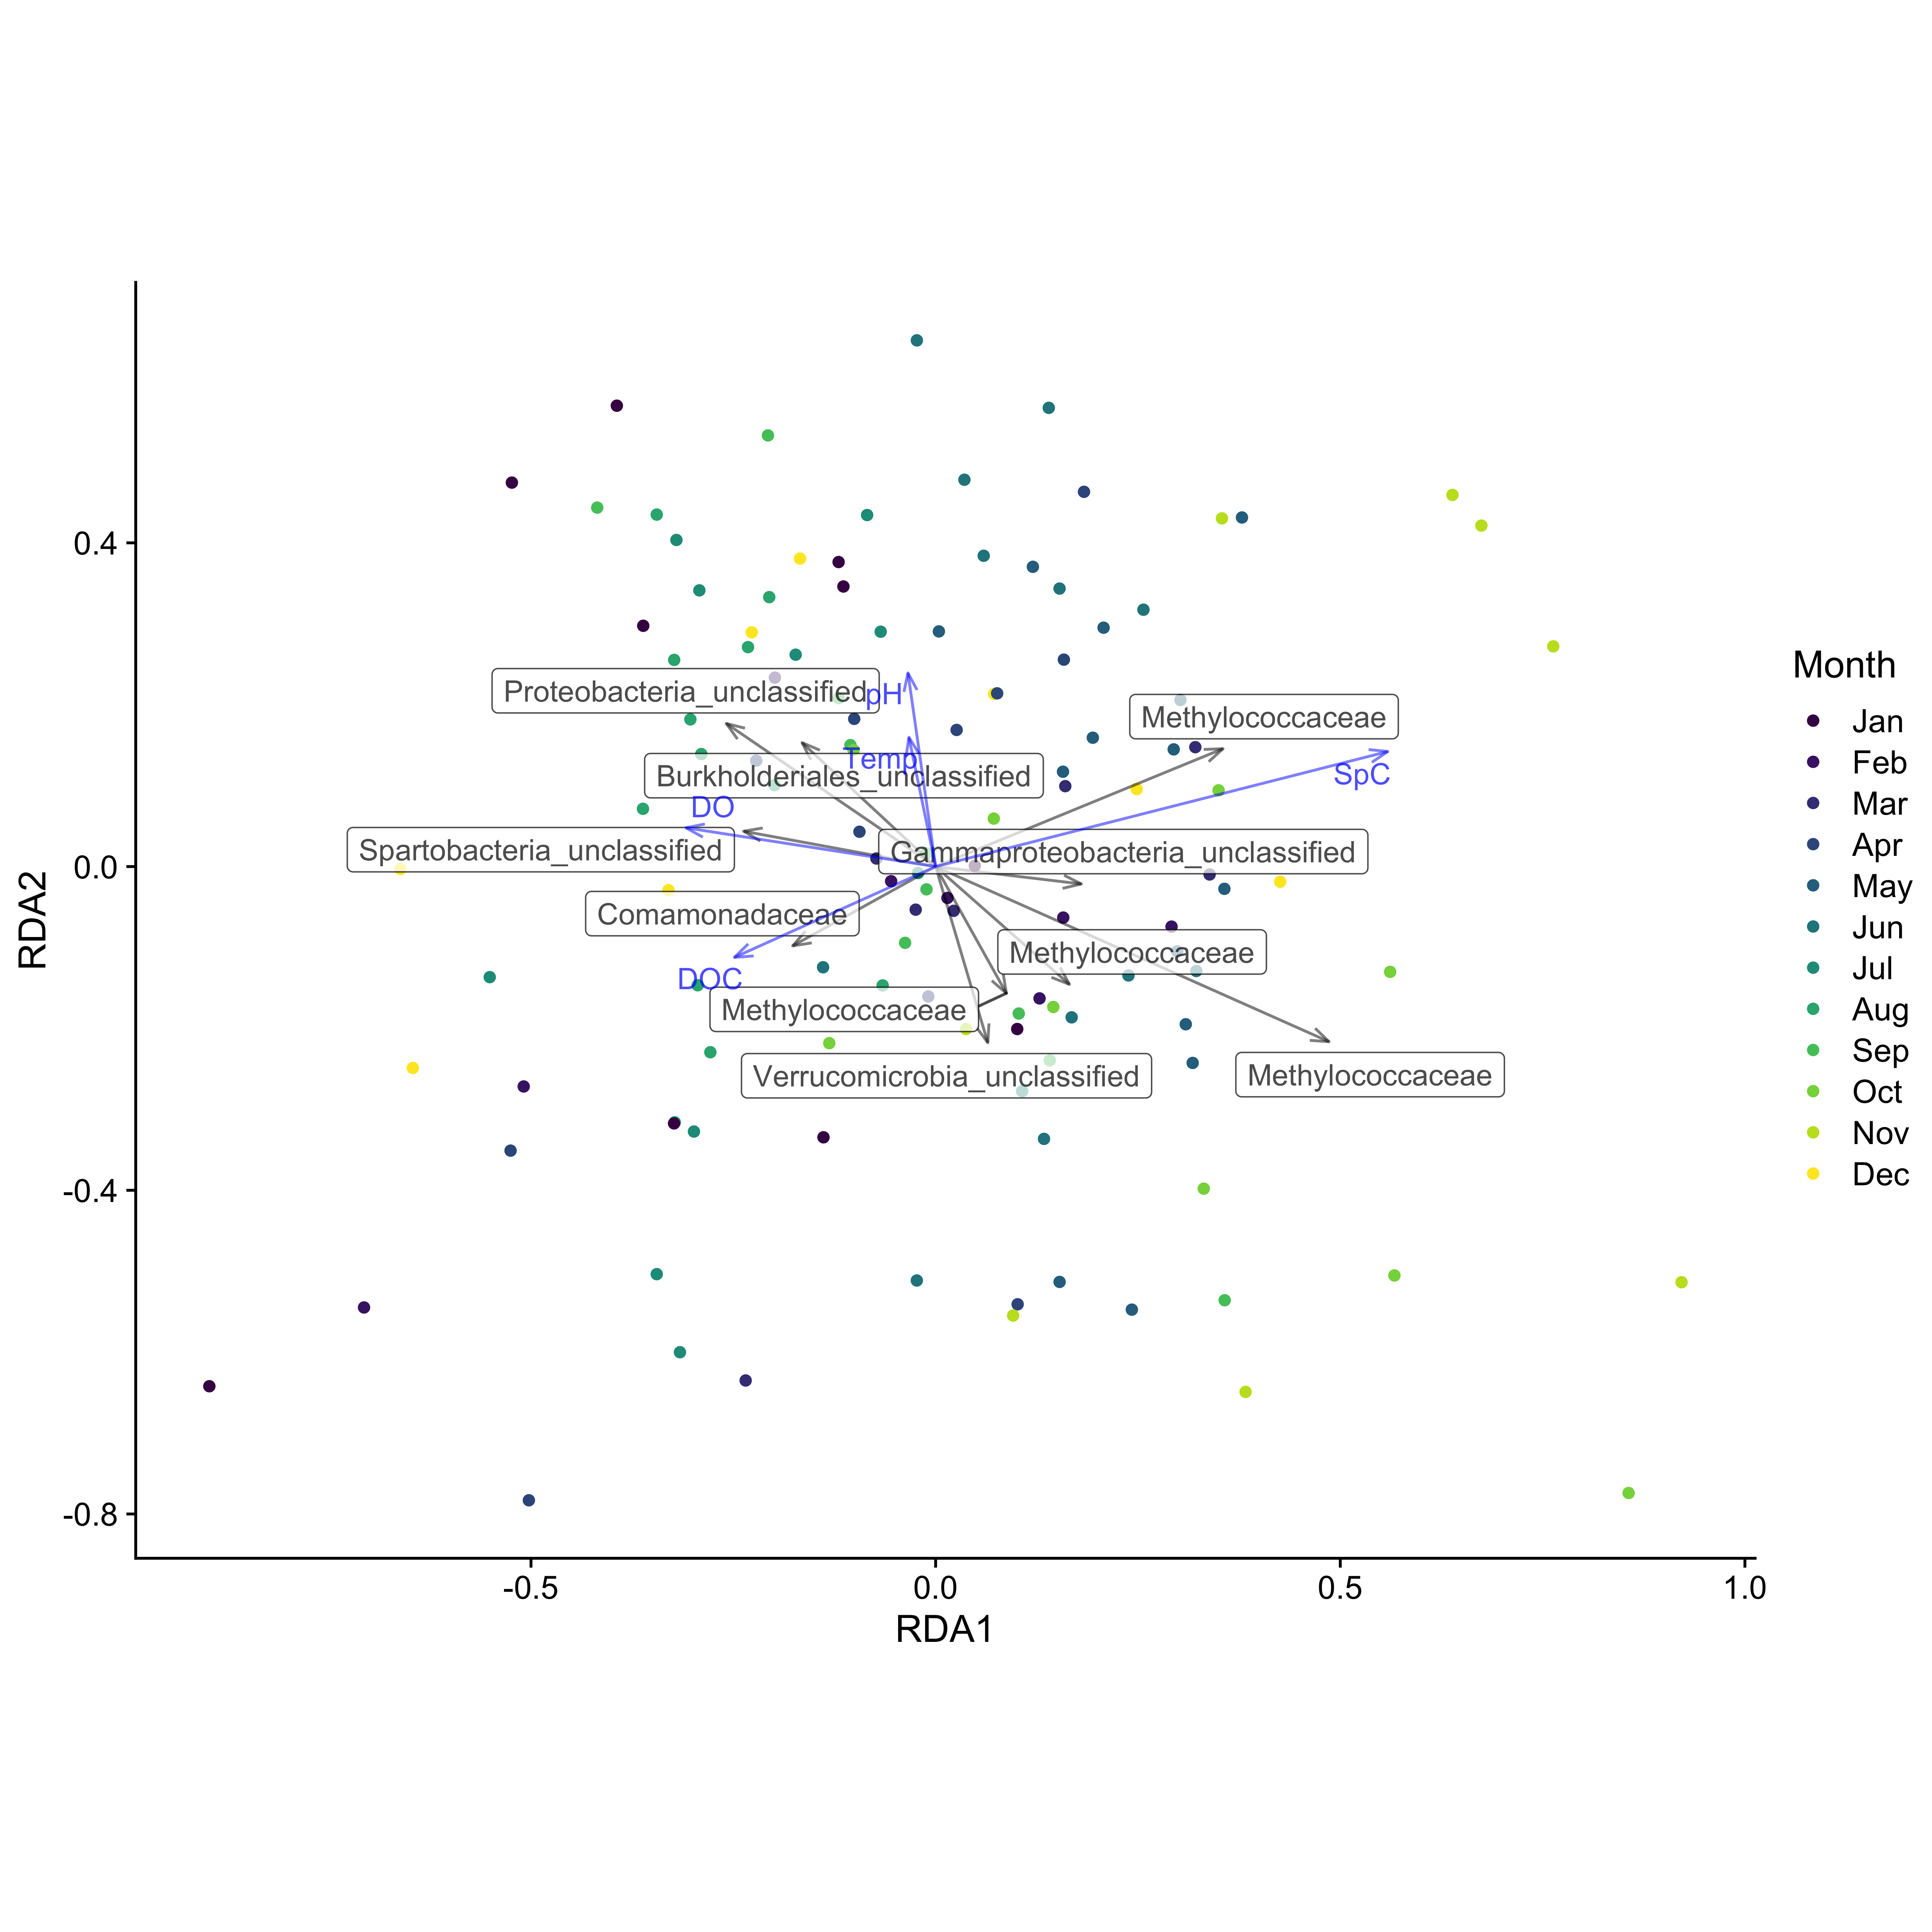 0.4
0.0
-0.4
-0.8
RDA2
-0.5
0.0
0.5
1.0
RDA1
Proteobacteria_unclassified
pH
Methylococcaceae
Temp
SpC
Burkholderiales_unclassified
DO
Spartobacteria_unclassified
Gammaproteobacteria_unclassified
Comamonadaceae
Methylococcaceae
DOC
Methylococcaceae
Verrucomicrobia_unclassified
Methylococcaceae
Month
Jan
Feb
Mar
Apr
May
Jun
Jul
Aug
Sep
Oct
Nov
Dec